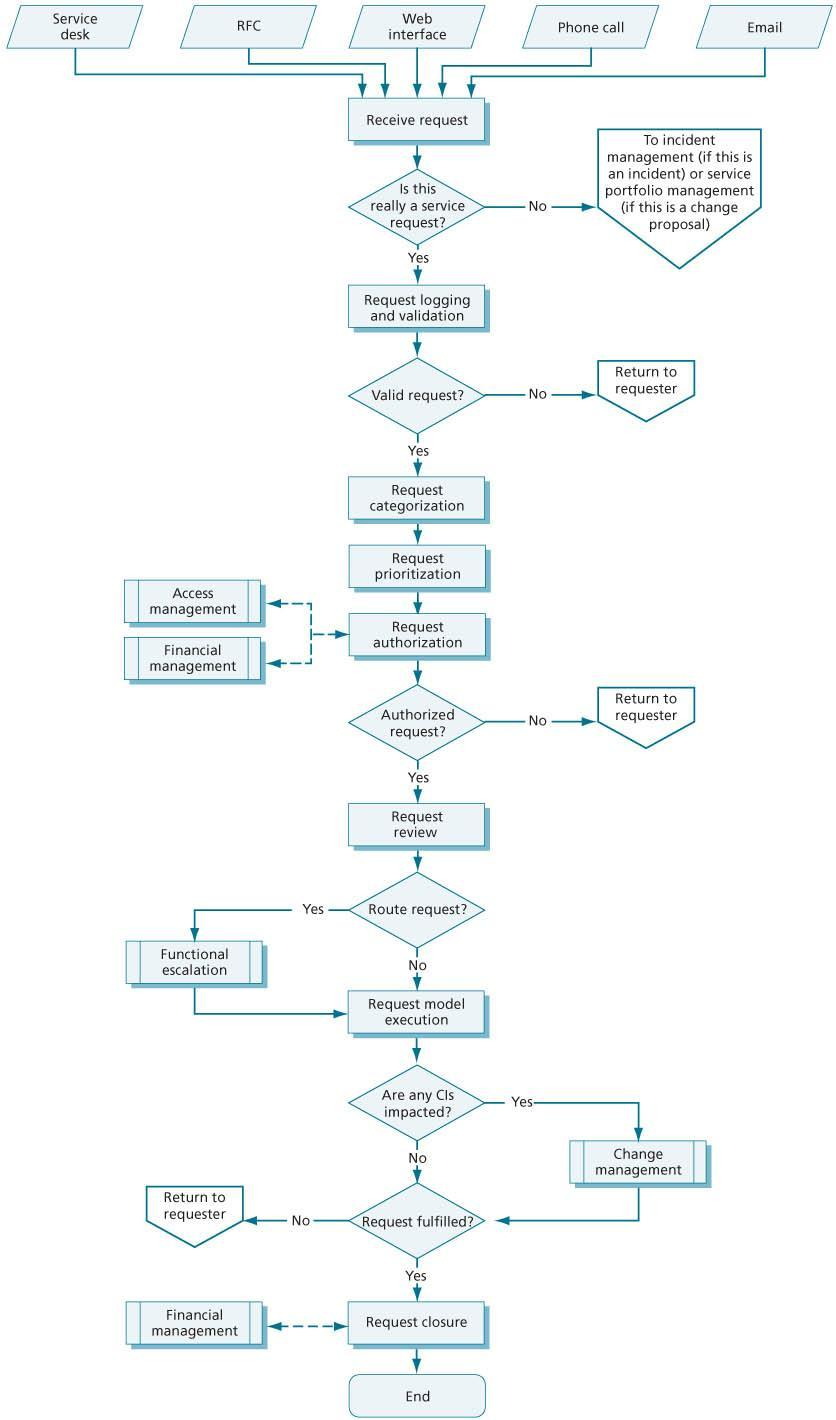 Service
desk
RFC
Web
interface
Phone call
Email
Receive request
To incident
management (if this is
an incident) or service
portfolio management
(if this is a change
proposal)
Is this
really a service
request?
No
Yes
Request logging
and validation
Valid request?
No
Return to
requester
Yes
Request
categorization
Request
prioritization
Access
management
Financial
management
Request
authorization
Authorized
request?
No
Return to
requester
Yes
Request
review
Route request?
Yes
Functional
escalation
No
Request model
execution
Are any CIs
impacted?
Yes
Change
management
No
Request fulfilled?
No
Return to
requester
Yes
Financial
management
Request closure
End